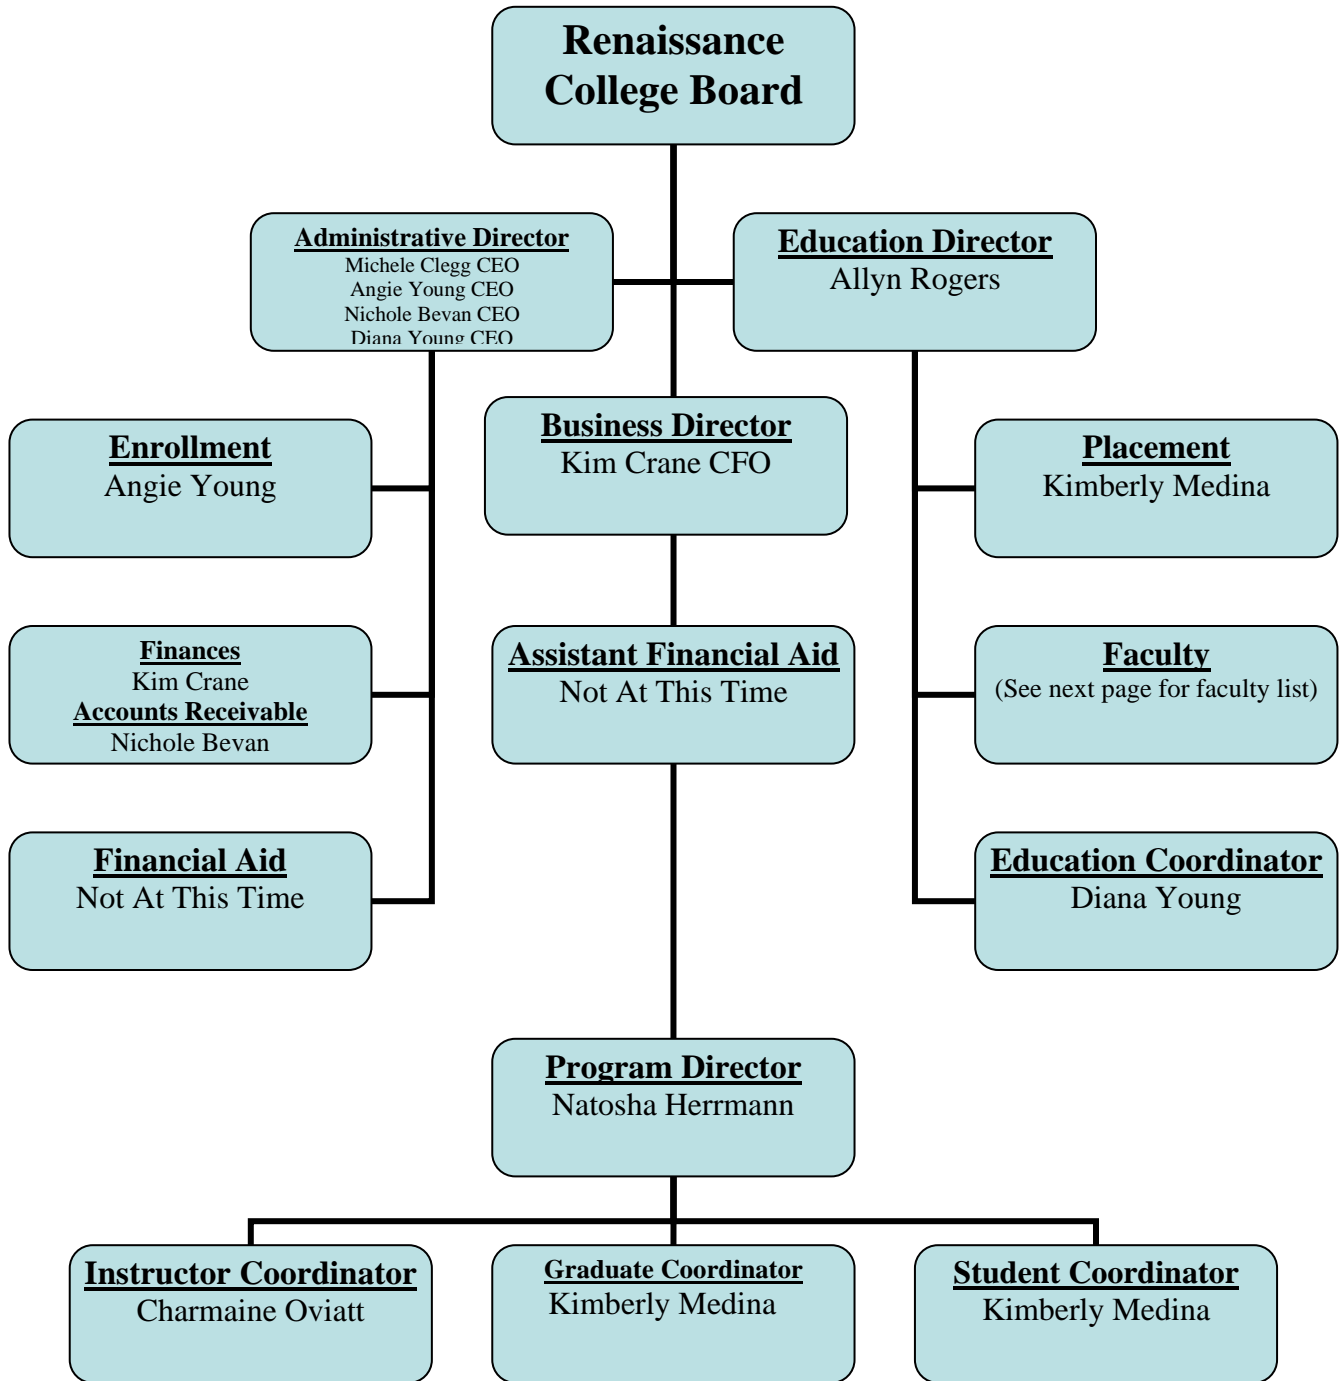 Renaissance
College Board
Administrative Director
Michele Clegg CEO
Angie Young CEO
Nichole Bevan CEO
Diana Young CEO
Education Director
Allyn Rogers
Business Director
Kim Crane CFO
Enrollment
Angie Young
Placement
Kimberly Medina
Finances
Kim Crane
Accounts Receivable
Nichole Bevan
Assistant Financial Aid
Not At This Time
Faculty
(See next page for faculty list)
Financial Aid
Not At This Time
Education Coordinator
Diana Young
Program Director
Natosha Herrmann
Instructor Coordinator
Charmaine Oviatt
Graduate Coordinator
Kimberly Medina
Student Coordinator
Kimberly Medina